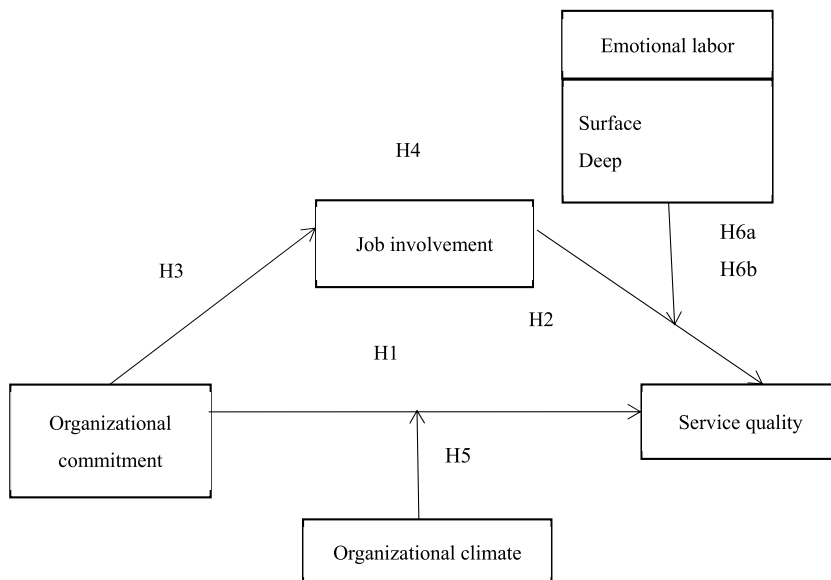 Emotional labor
Surface
Deep
H4
H6a
H6b
Job involvement
H3
H2
H1
Organizational
commitment
Service quality
H5
Organizational climate